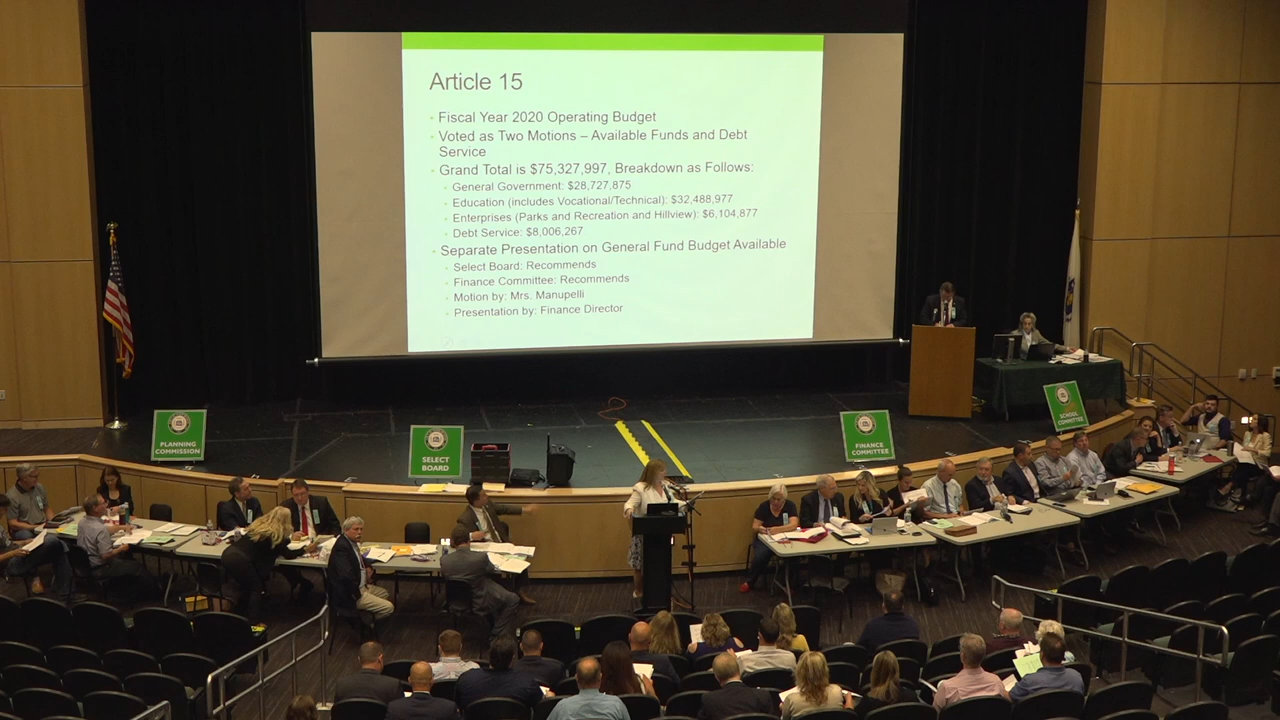 Article 15
Fiscal Year 2020 Operating Budget
Voted as Two Motions – Available Funds and Debt
Service
Grand Total is $75,327,997, Breakdown as Follows:
General Government: $28,727,875
Education (includes Vocational/Technical): $32,488,977
Enterprises (Parks and Recreation and Hillview): $6,104,877
Debt Service: $8,006,267
Separate Presentation on General Fund Budget Available
Select Board: Recommends
Finance Committee: Recommends
Motion by: Mrs. Manupelli
Presentation by: Finance Director
PLANNING
COMMISSION
SELECT
BOARD
FINANCE
COMMITTEE
SCHOOL
COMMITTEE